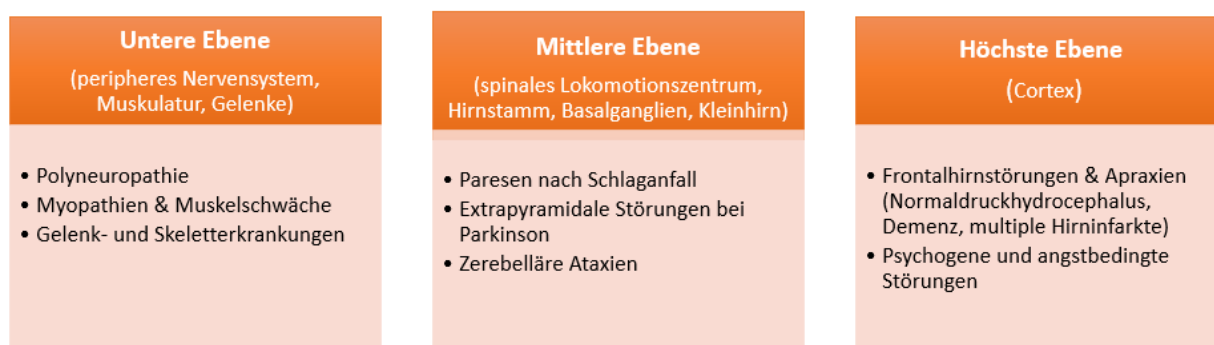 Untere Ebene
(peripheres Nervensystem,
Muskulatur, Gelenke)
• Polyneuropathie
• Myopathien & Muskelschwäche
• Gelenk- und Skeletterkrankungen
Mittlere Ebene
(spinales Lokomotionszentrum,
Hirnstamm, Basalganglien, Kleinhirn)
• Paresen nach Schlaganfall
• Extrapyramidale Störungen bei
Parkinson
• Zerebelläre Ataxien
Höchste Ebene
(Cortex)
• Frontalhirnstörungen & Apraxien
(Normaldruckhydrocephalus,
Demenz, multiple Hirninfarkte)
• Psychogene und angstbedingte
Störungen